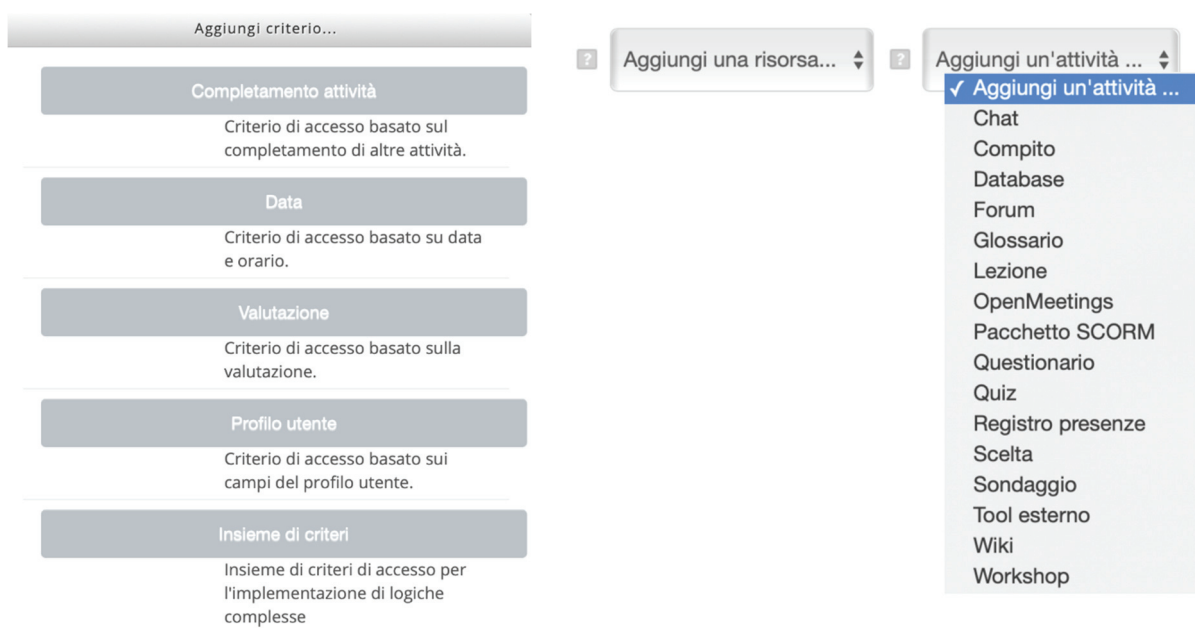 Aggiungi criterio...
Completamento attività
Criterio di accesso basato sul
completamento di altre attività.
Data
Criterio di accesso basato su data
e orario.
Valutazione
Criterio di accesso basato sulla
valutazione.
Profilo utente
Criterio di accesso basato sui
campi del profilo utente.
Insieme di criteri
Insieme di criteri di accesso per
l'implementazione di logiche
complesse
? Aggiungi una risorsa... ? Aggiungi un'attività ...
✓ Aggiungi un'attività ...
Chat
Compito
Database
Forum
Glossario
Lezione
OpenMeetings
Pacchetto SCORM
Questionario
Quiz
Registro presenze
Scelta
Sondaggio
Tool esterno
Wiki
Workshop